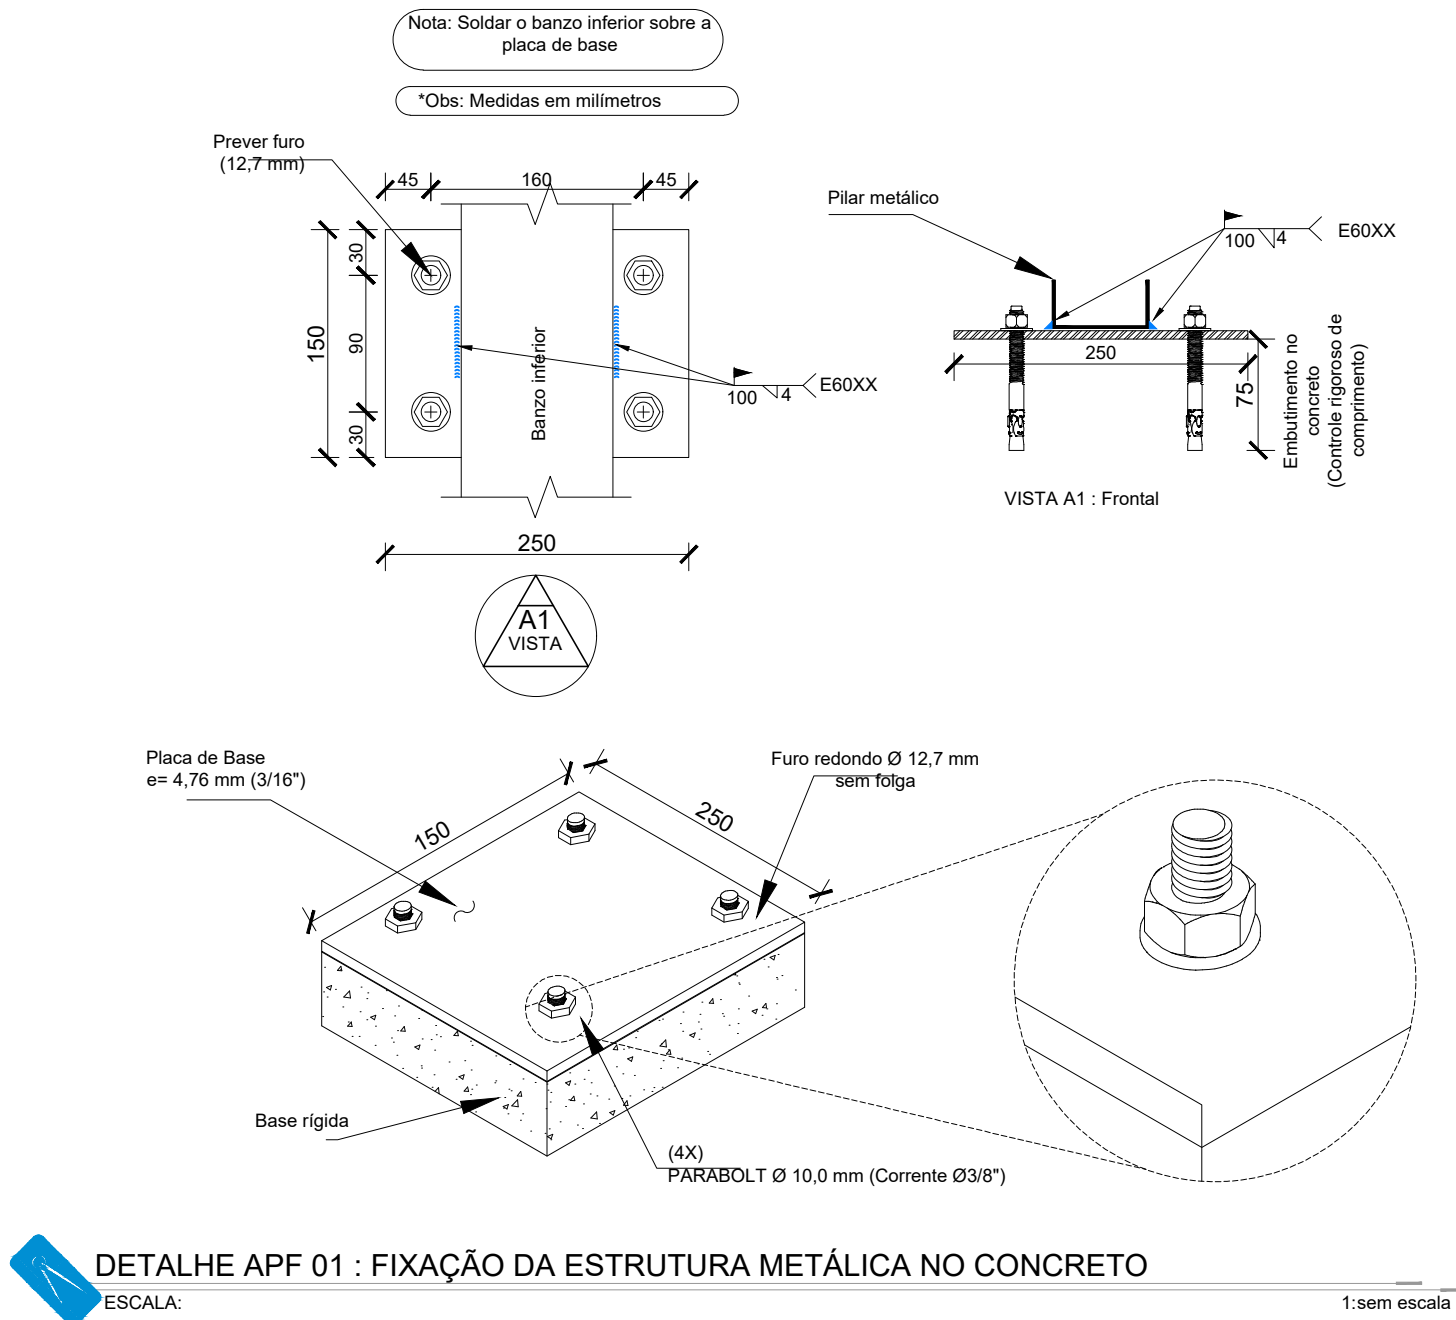 Nota: Soldar o banzo inferior sobre a
placa de base
*Obs: Medidas em milímetros
Prever furo
(12,7 mm)
45
160
45
30
90
30
150
Banzo inferior
100
4
E60XX
250
A1
VISTA
Pilar metálico
100
4
E60XX
250
75
Embutimento no
concreto
(Controle rigoroso de
comprimento)
VISTA A1 : Frontal
Placa de Base
e= 4,76 mm (3/16")
150
250
Furo redondo Ø 12,7 mm
sem folga
Base rígida
(4X)
PARABOLT Ø 10,0 mm (Corrente Ø3/8")
DETALHE APF 01 : FIXAÇÃO DA ESTRUTURA METÁLICA NO CONCRETO
ESCALA:
1:sem escala